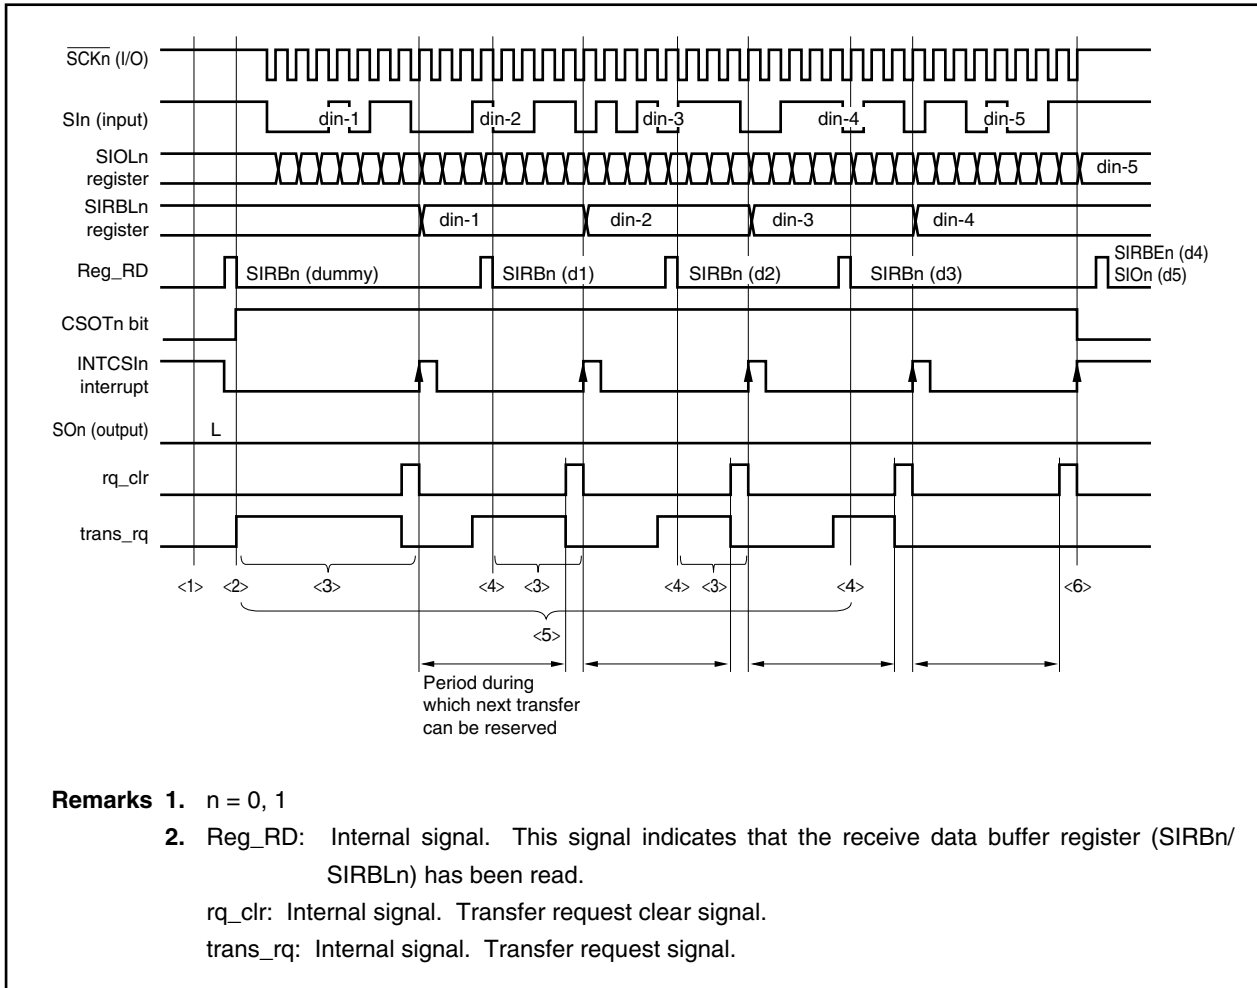 SCKn (I/O)
SIn (input)
din-1 din-2 din-3 din-4 din-5
SIOLn
register
din-5
SIRBLn
register
din-1 din-2 din-3 din-4
Reg_RD
SIRBn (dummy) SIRBn (d1) SIRBn (d2) SIRBn (d3)
SIRBEn (d4)
SIOn (d5)
CSOTn bit
INTCSIn
interrupt
SOn (output) L
rq_clr
trans_rq
<1> <2> <3> <4> <3> <4> <3> <4> <6>
<5>
Period during
which next transfer
can be reserved
Remarks 1. n = 0, 1
2. Reg_RD: Internal signal. This signal indicates that the receive data buffer register (SIRBn/
SIRBLn) has been read.
rq_clr: Internal signal. Transfer request clear signal.
trans_rq: Internal signal. Transfer request signal.